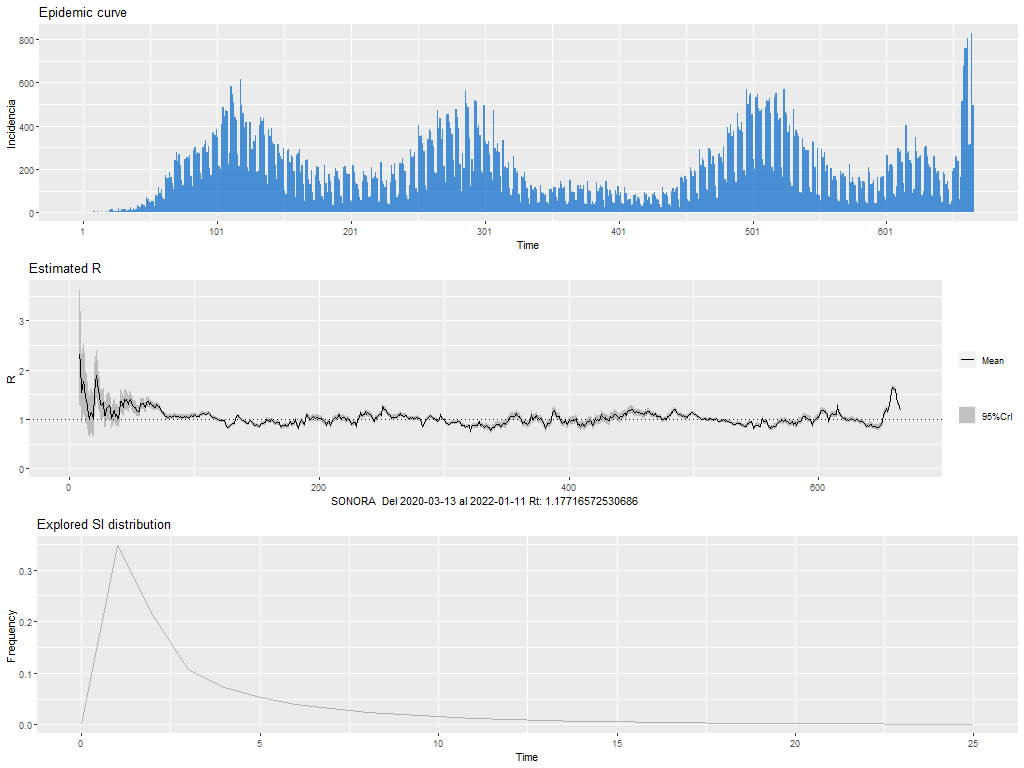 Epidemic curve
800
600
400
200
0
Incidencia
1
101
201
301
401
501
601
Time
Estimated R
3
2
1
0
R
0
200
400
600
SONORA Del 2020-03-13 al 2022-01-11 Rt: 1.17716572530686
Mean
95%CrI
Explored SI distribution
0.3
0.2
0.1
0.0
Frequency
0
5
10
15
20
25
Time